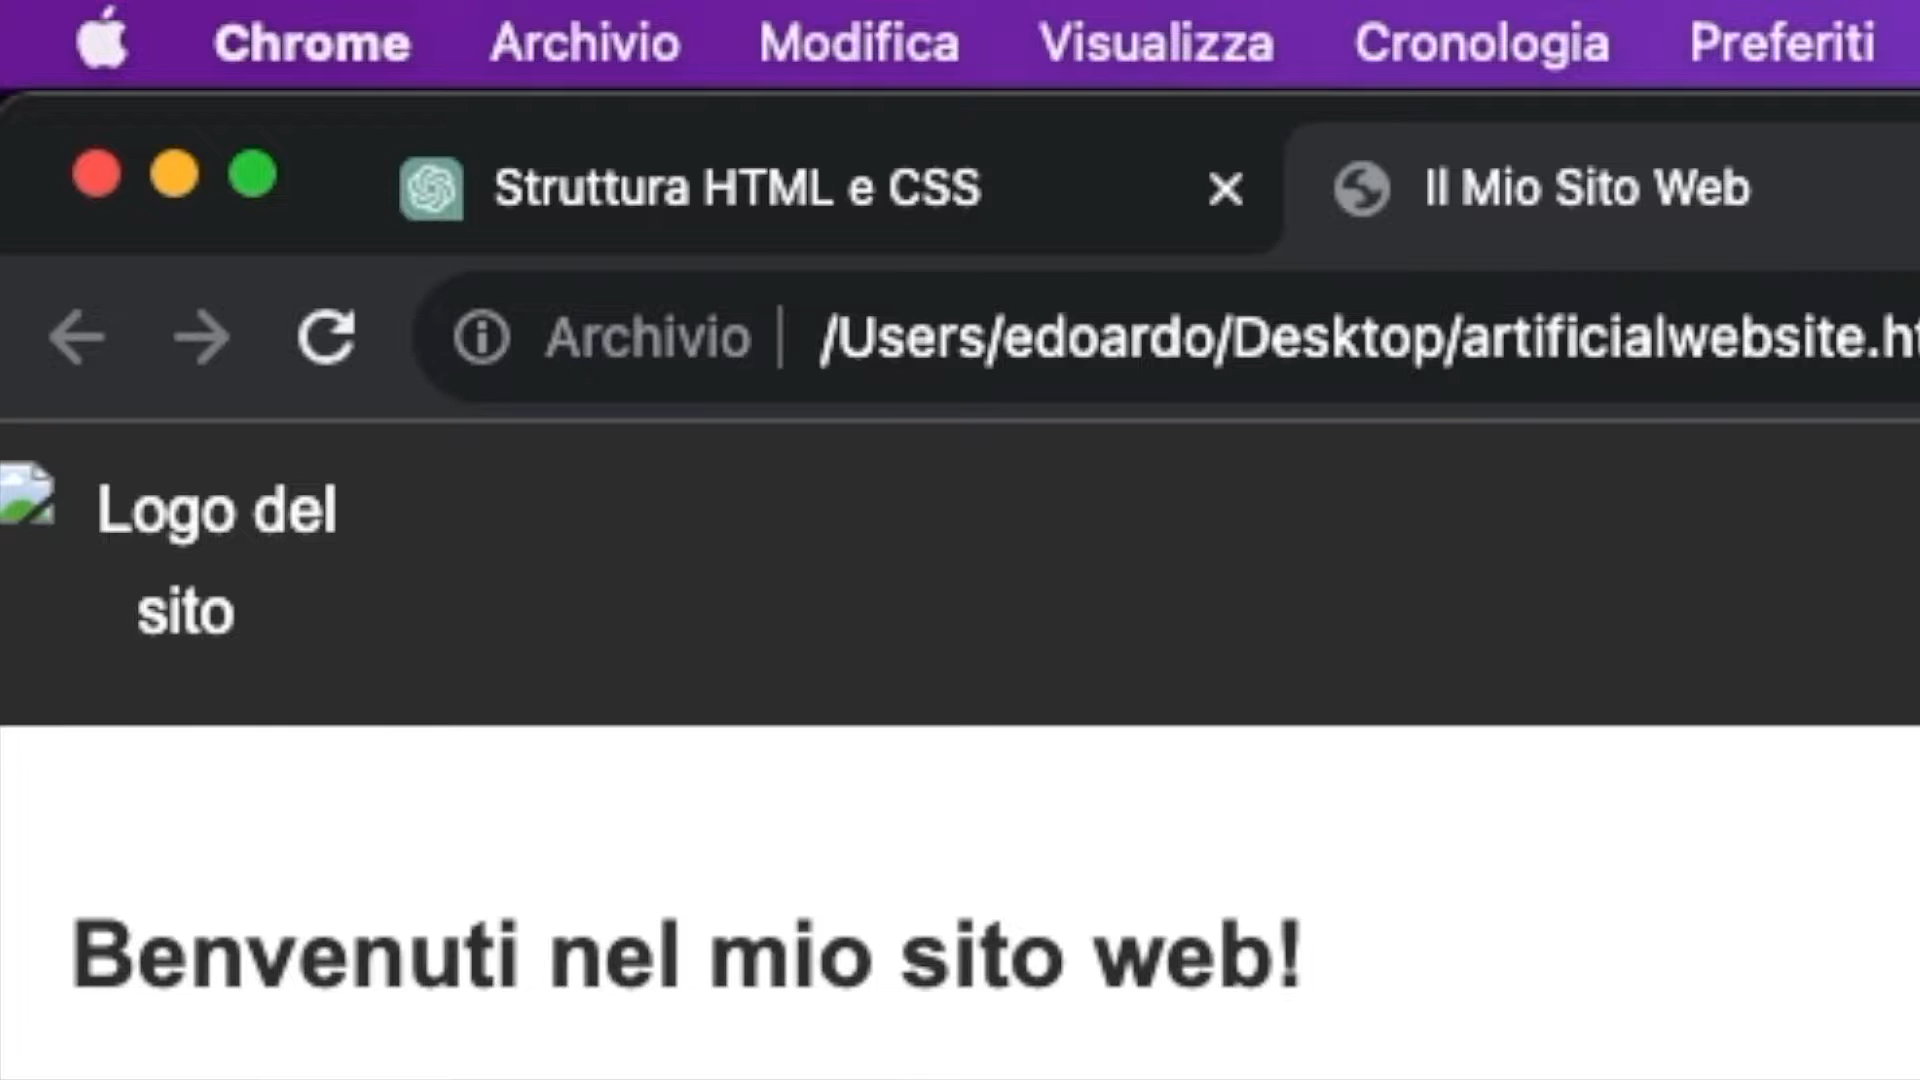 Chrome Archivio Modifica Visualizza Cronologia Preferiti
Struttura HTML e CSS Il Mio Sito Web
Archivio /Users/edoardo/Desktop/artificialwebsite.ht
Logo del
sito
Benvenuti nel mio sito web!